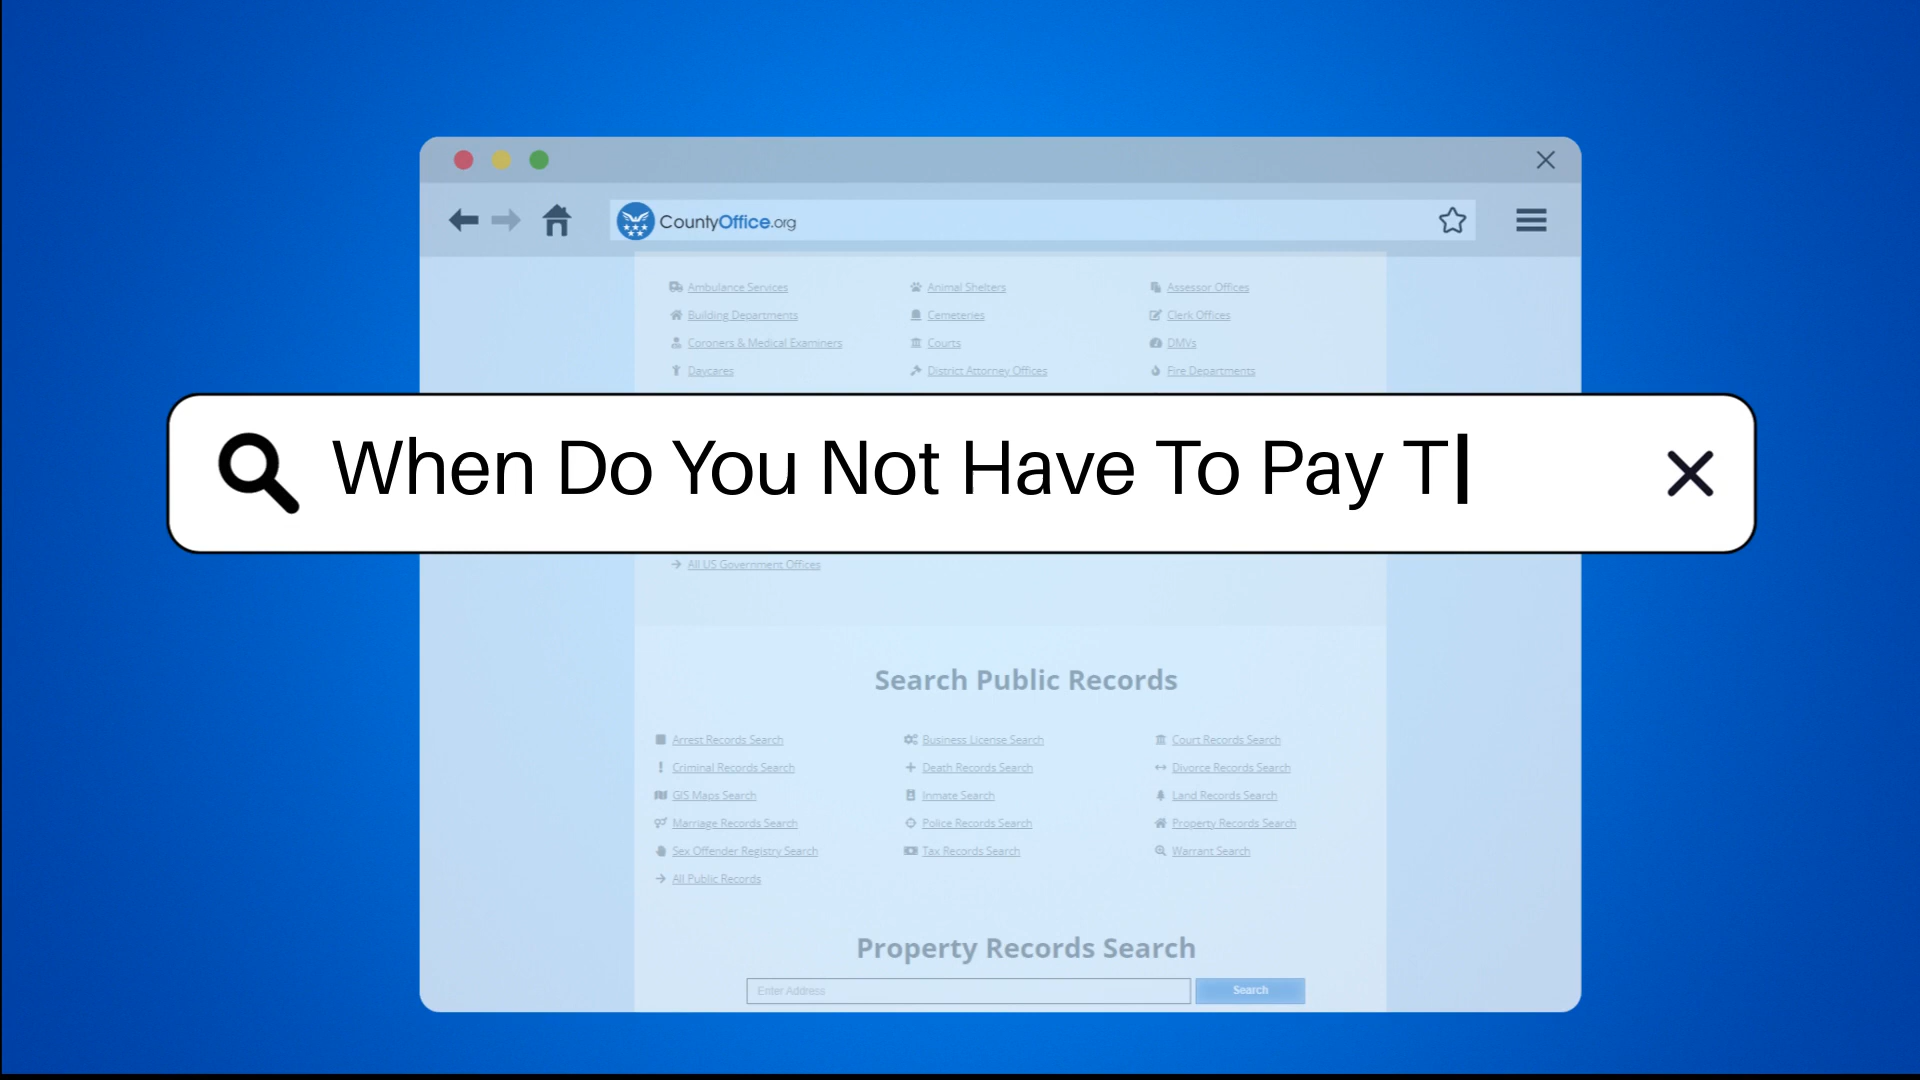 CountyOffice.org
Ambulance Services Animal Shelters Assessor Offices
Building Departments Cemeteries Clerk Offices
Coroners & Medical Examiners Courts DMVs
Daycares District Attorney Offices Fire Departments
When Do You Not Have To Pay T
All US Government Offices
Search Public Records
Arrest Records Search Business License Search Court Records Search
Criminal Records Search Death Records Search Divorce Records Search
GIS Maps Search Inmate Search Land Records Search
Marriage Records Search Police Records Search Property Records Search
Sex Offender Registry Search Tax Records Search Warrant Search
All Public Records
Property Records Search
Enter Address Search